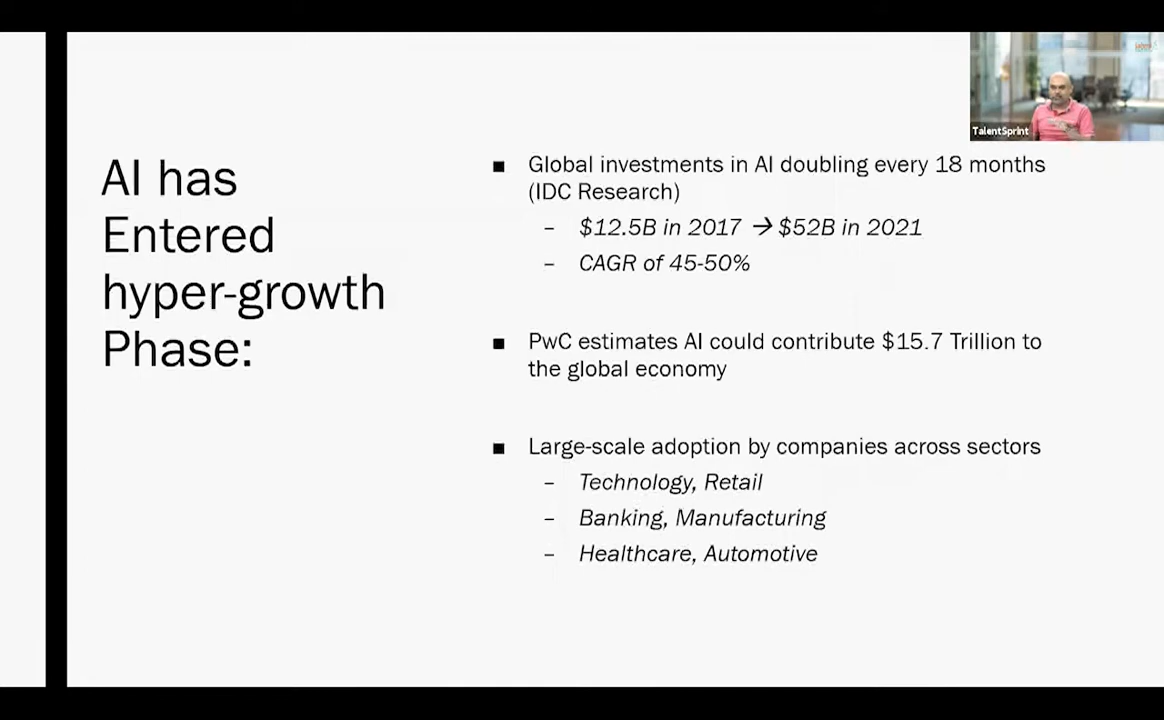 AI has
Entered
hyper-growth
Phase:
■ Global investments in AI doubling every 18 months
(IDC Research)
– $12.5B in 2017 → $52B in 2021
– CAGR of 45-50%
■ PwC estimates AI could contribute $15.7 Trillion to
the global economy
■ Large-scale adoption by companies across sectors
– Technology, Retail
– Banking, Manufacturing
– Healthcare, Automotive
TalentSprint